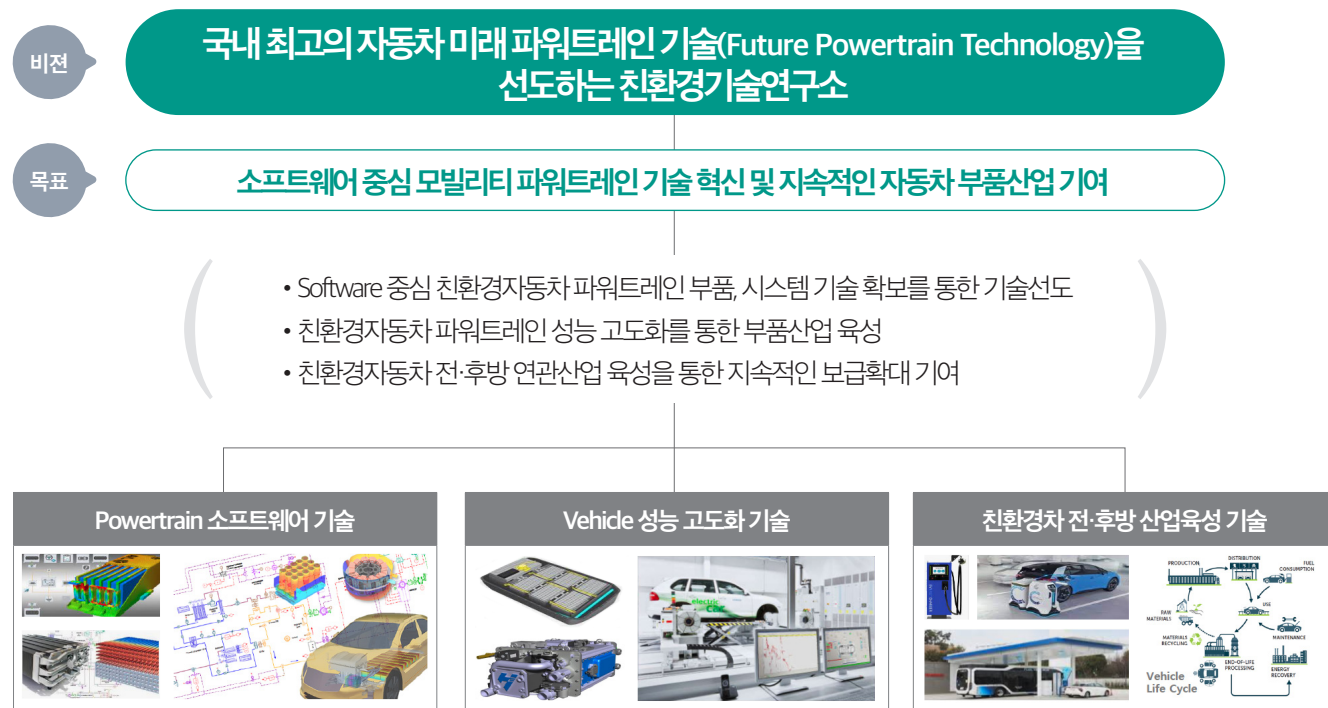 비젼
국내 최고의 자동차 미래 파워트레인 기술(Future Powertrain Technology)을
선도하는 친환경기술연구소
목표
소프트웨어 중심 모빌리티 파워트레인 기술 혁신 및 지속적인 자동차 부품산업 기여
• Software 중심 친환경자동차 파워트레인 부품, 시스템 기술 확보를 통한 기술선도
• 친환경자동차 파워트레인 성능 고도화를 통한 부품산업 육성
• 친환경자동차 전·후방 연관산업 육성을 통한 지속적인 보급확대 기여
Powertrain 소프트웨어 기술
Vehicle 성능 고도화 기술
친환경차 전·후방 산업육성 기술
electric
DISTRIBUTION
PRODUCTION
FUEL
CONSUMPTION
RAW
MATERIALS
USE
MATERIALS
RECYCLING
MAINTENANCE
END-OF-LIFE
PROCESSING
ENERGY
RECOVERY
Vehicle
Life Cycle